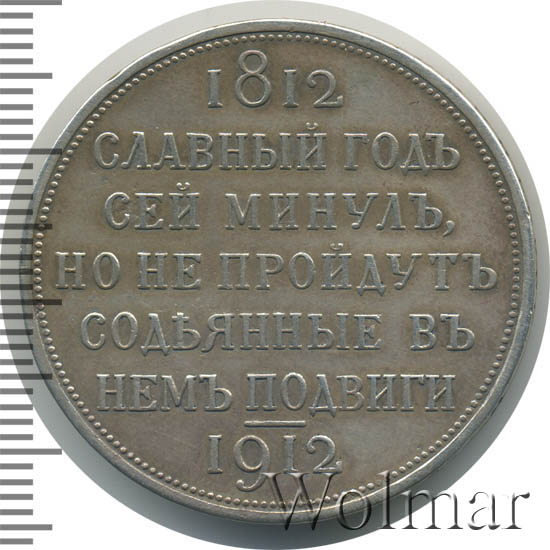 1812
СЛАВНЫЙ ГОДЪ
СЕЙ МИНУЛЪ,
НО НЕ ПРОЙДУТЪ
СОДѢЯННЫЕ ВЪ
НЕМЪ ПОДВИГИ
1912
Wolmar